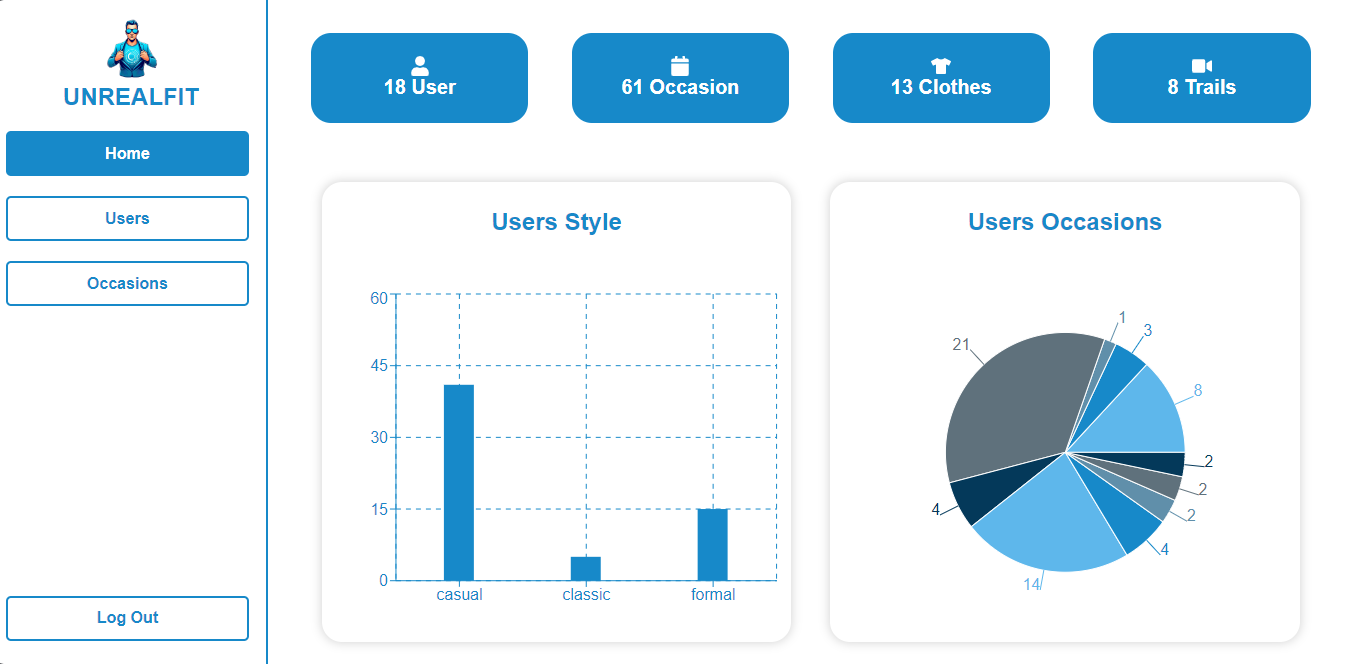 UNREALFIT
Home
Users
Occasions
Log Out
18 User
61 Occasion
13 Clothes
8 Trails
Users Style
60
45
30
15
0
casual
classic
formal
Users Occasions
1
3
8
21
2
2
2
4
4
14